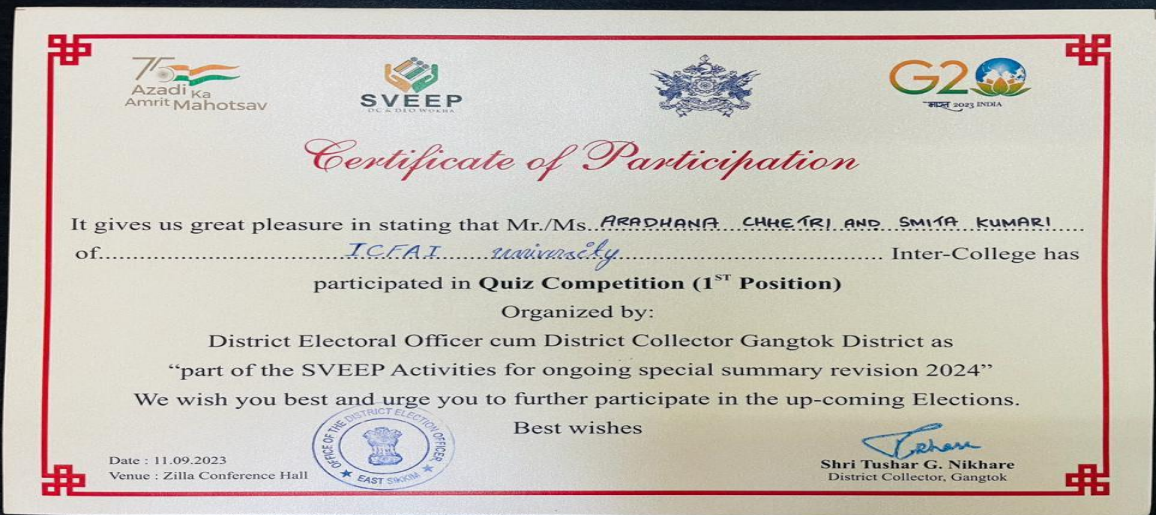 75
Azadi Ka
Amrit Mahotsav
SVEEP
G20
भारत 2023 INDIA
Certificate of Participation
It gives us great pleasure in stating that Mr./Ms. ARADHANA CHHETRI AND SMITA KUMARI
of ICFAI university Inter-College has
participated in Quiz Competition (1ST Position)
Organized by:
District Electoral Officer cum District Collector Gangtok District as
“part of the SVEEP Activities for ongoing special summary revision 2024”
We wish you best and urge you to further participate in the up-coming Elections.
Best wishes
OFFICE OF THE DISTRICT ELECTION OFFICER,
EAST SIKKIM
Date : 11.09.2023
Venue : Zilla Conference Hall
Shri Tushar G. Nikhare
District Collector, Gangtok